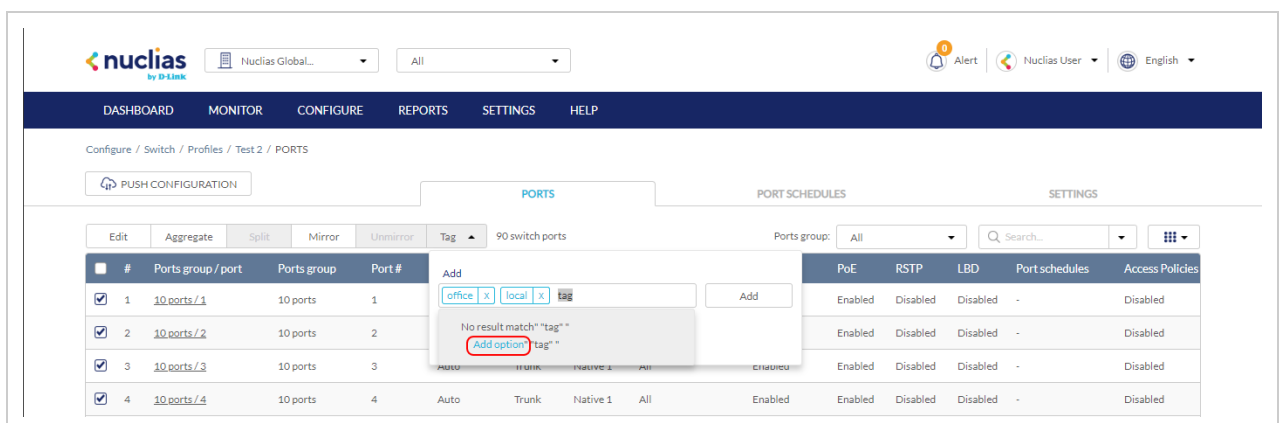 nuclias
by D-Link
Nuclias Global...
All
0
Alert
Nuclias User
English
DASHBOARD MONITOR CONFIGURE REPORTS SETTINGS HELP
Configure / Switch / Profiles / Test 2 / PORTS
PUSH CONFIGURATION
PORTS PORT SCHEDULES SETTINGS
Edit Aggregate Split Mirror Unmirror Tag 90 switch ports Ports group: All Search...
# Ports group / port Ports group Port # PoE RSTP LBD Port schedules Access Policies
Add
office x local x tag Add
No result match" "tag" "
Add option" "tag" "
1 10 ports / 1 10 ports 1 Enabled Disabled Disabled - Disabled
2 10 ports / 2 10 ports 2 Enabled Disabled Disabled - Disabled
3 10 ports / 3 10 ports 3 Auto Trunk Native 1 All Enabled Enabled Disabled Disabled - Disabled
4 10 ports / 4 10 ports 4 Auto Trunk Native 1 All Enabled Enabled Disabled Disabled - Disabled